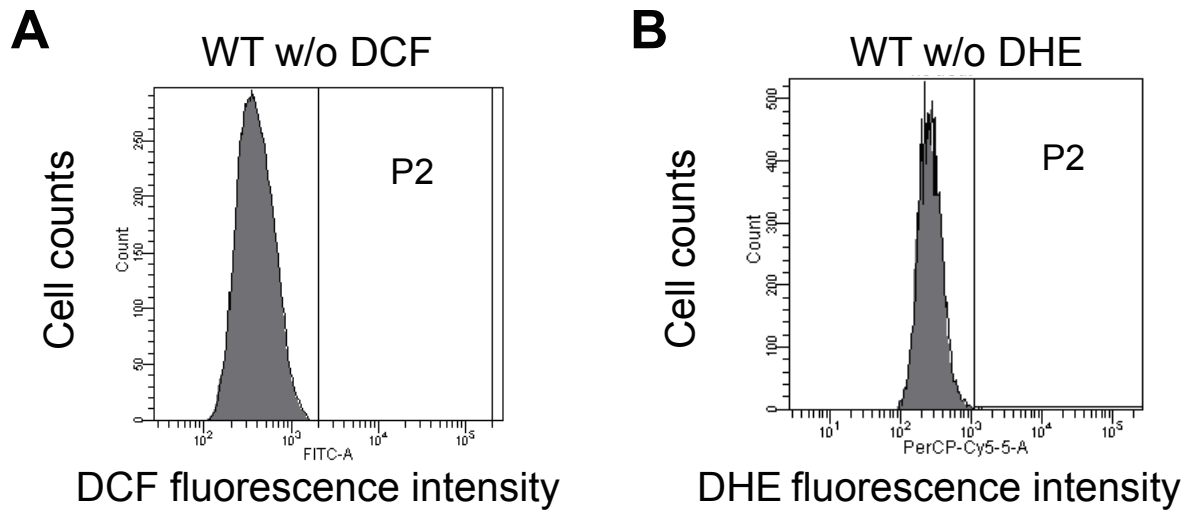 A
WT w/o DCF
Cell counts
Count
0
50
100
150
200
250
P2
10²
10³
10⁴
10⁵
FITC-A
DCF fluorescence intensity
B
WT w/o DHE
Cell counts
Count
0
100
200
300
400
500
P2
10¹
10²
10³
10⁴
10⁵
PerCP-Cy5-5-A
DHE fluorescence intensity